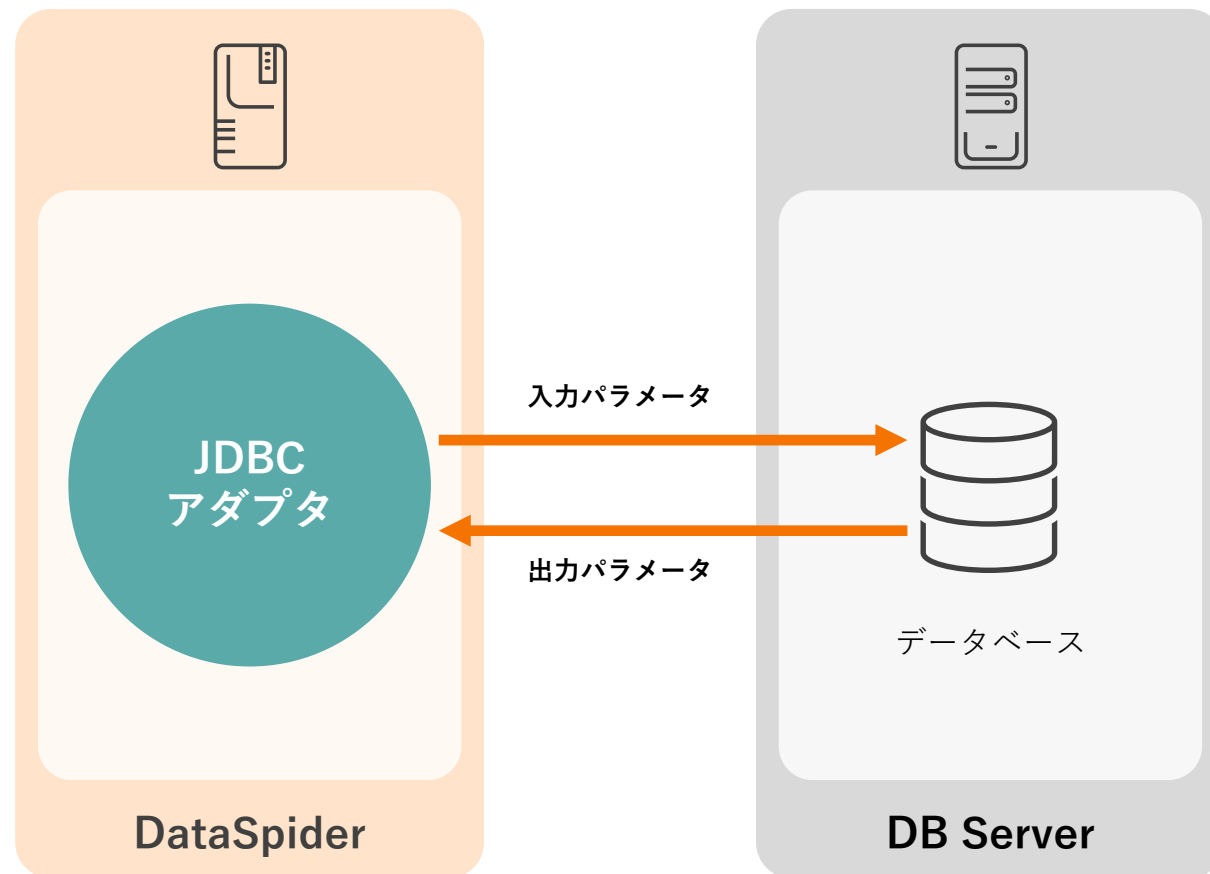 JDBC
アダプタ
入力パラメータ
出力パラメータ
データベース
DataSpider
DB Server